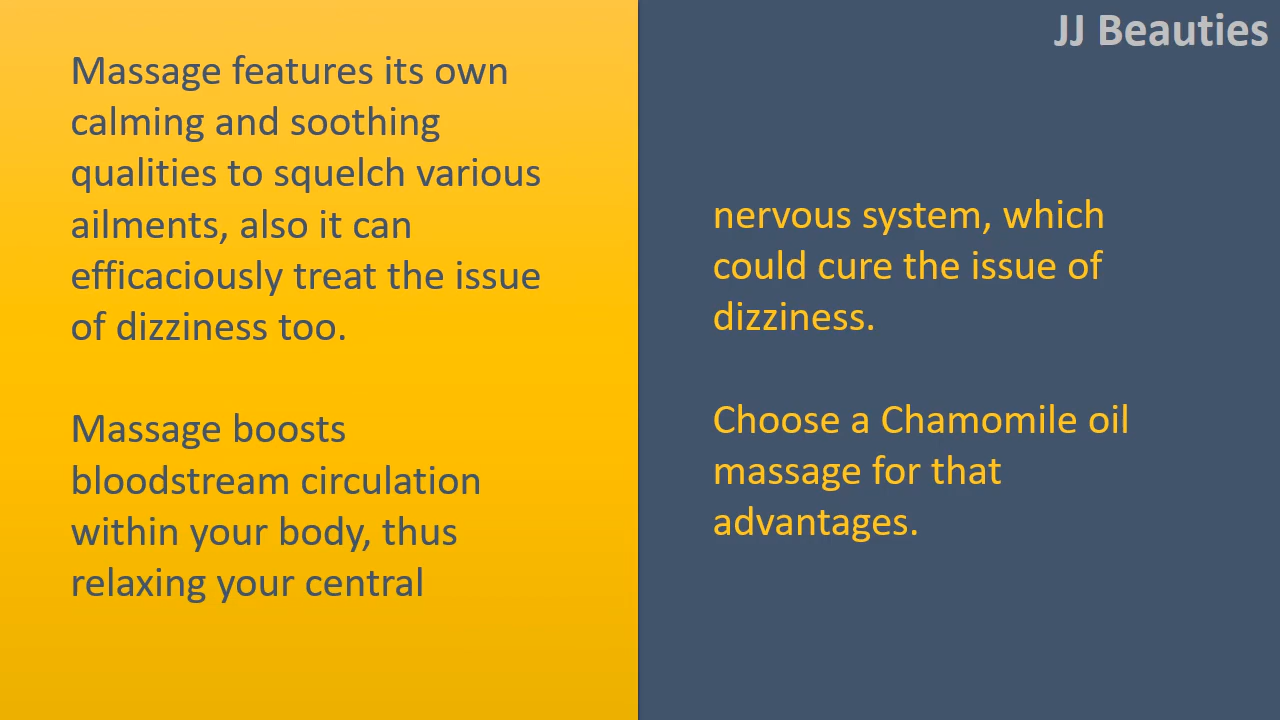 JJ Beauties
Massage features its own
calming and soothing
qualities to squelch various
ailments, also it can
efficaciously treat the issue
of dizziness too.
Massage boosts
bloodstream circulation
within your body, thus
relaxing your central
nervous system, which
could cure the issue of
dizziness.
Choose a Chamomile oil
massage for that
advantages.